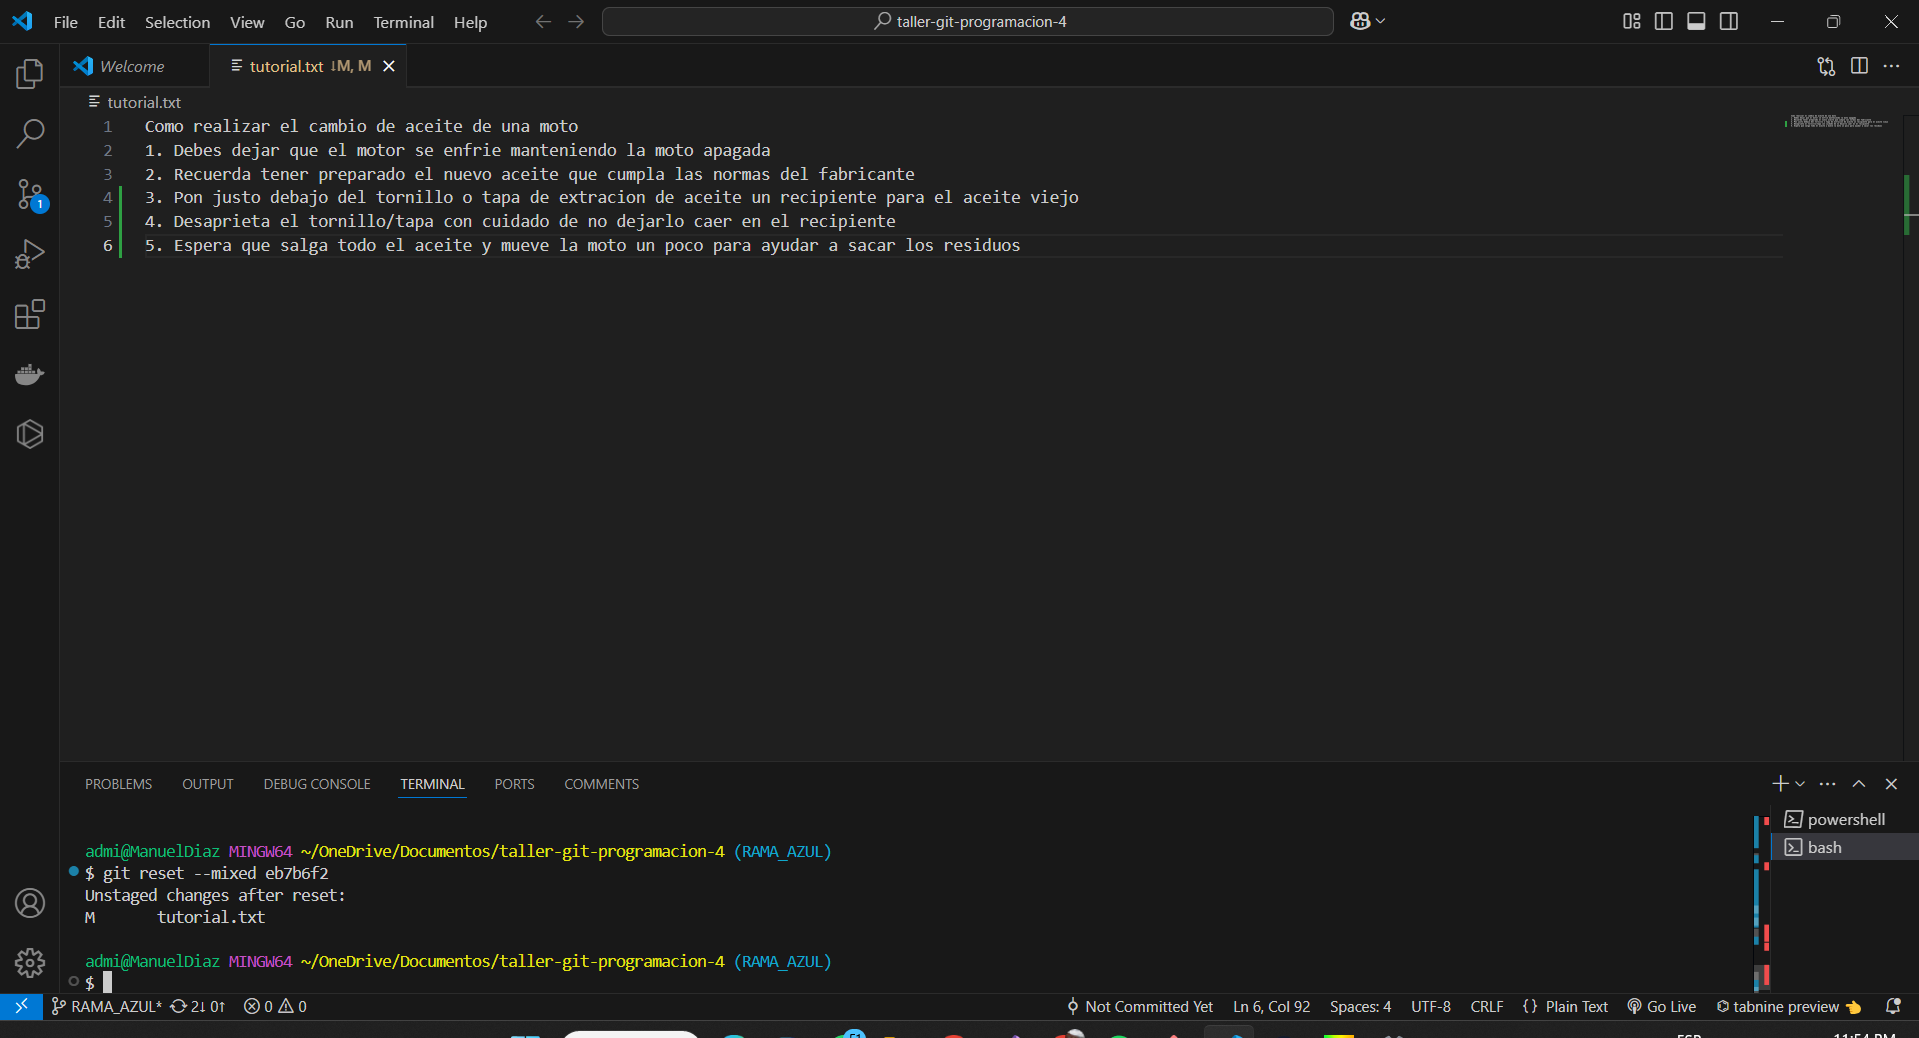 File Edit Selection View Go Run Terminal Help
taller-git-programacion-4
Welcome
tutorial.txt ↓M, M
tutorial.txt
1 Como realizar el cambio de aceite de una moto
2 1. Debes dejar que el motor se enfrie manteniendo la moto apagada
3 2. Recuerda tener preparado el nuevo aceite que cumpla las normas del fabricante
4 3. Pon justo debajo del tornillo o tapa de extracion de aceite un recipiente para el aceite viejo
5 4. Desaprieta el tornillo/tapa con cuidado de no dejarlo caer en el recipiente
6 5. Espera que salga todo el aceite y mueve la moto un poco para ayudar a sacar los residuos
1
PROBLEMS OUTPUT DEBUG CONSOLE TERMINAL PORTS COMMENTS
powershell
bash
admi@ManuelDiaz MINGW64 ~/OneDrive/Documentos/taller-git-programacion-4 (RAMA_AZUL)
$ git reset --mixed eb7b6f2
Unstaged changes after reset:
M tutorial.txt
admi@ManuelDiaz MINGW64 ~/OneDrive/Documentos/taller-git-programacion-4 (RAMA_AZUL)
$
RAMA_AZUL* 2↓ 0↑ 0 0 Not Committed Yet Ln 6, Col 92 Spaces: 4 UTF-8 CRLF {} Plain Text Go Live tabnine preview